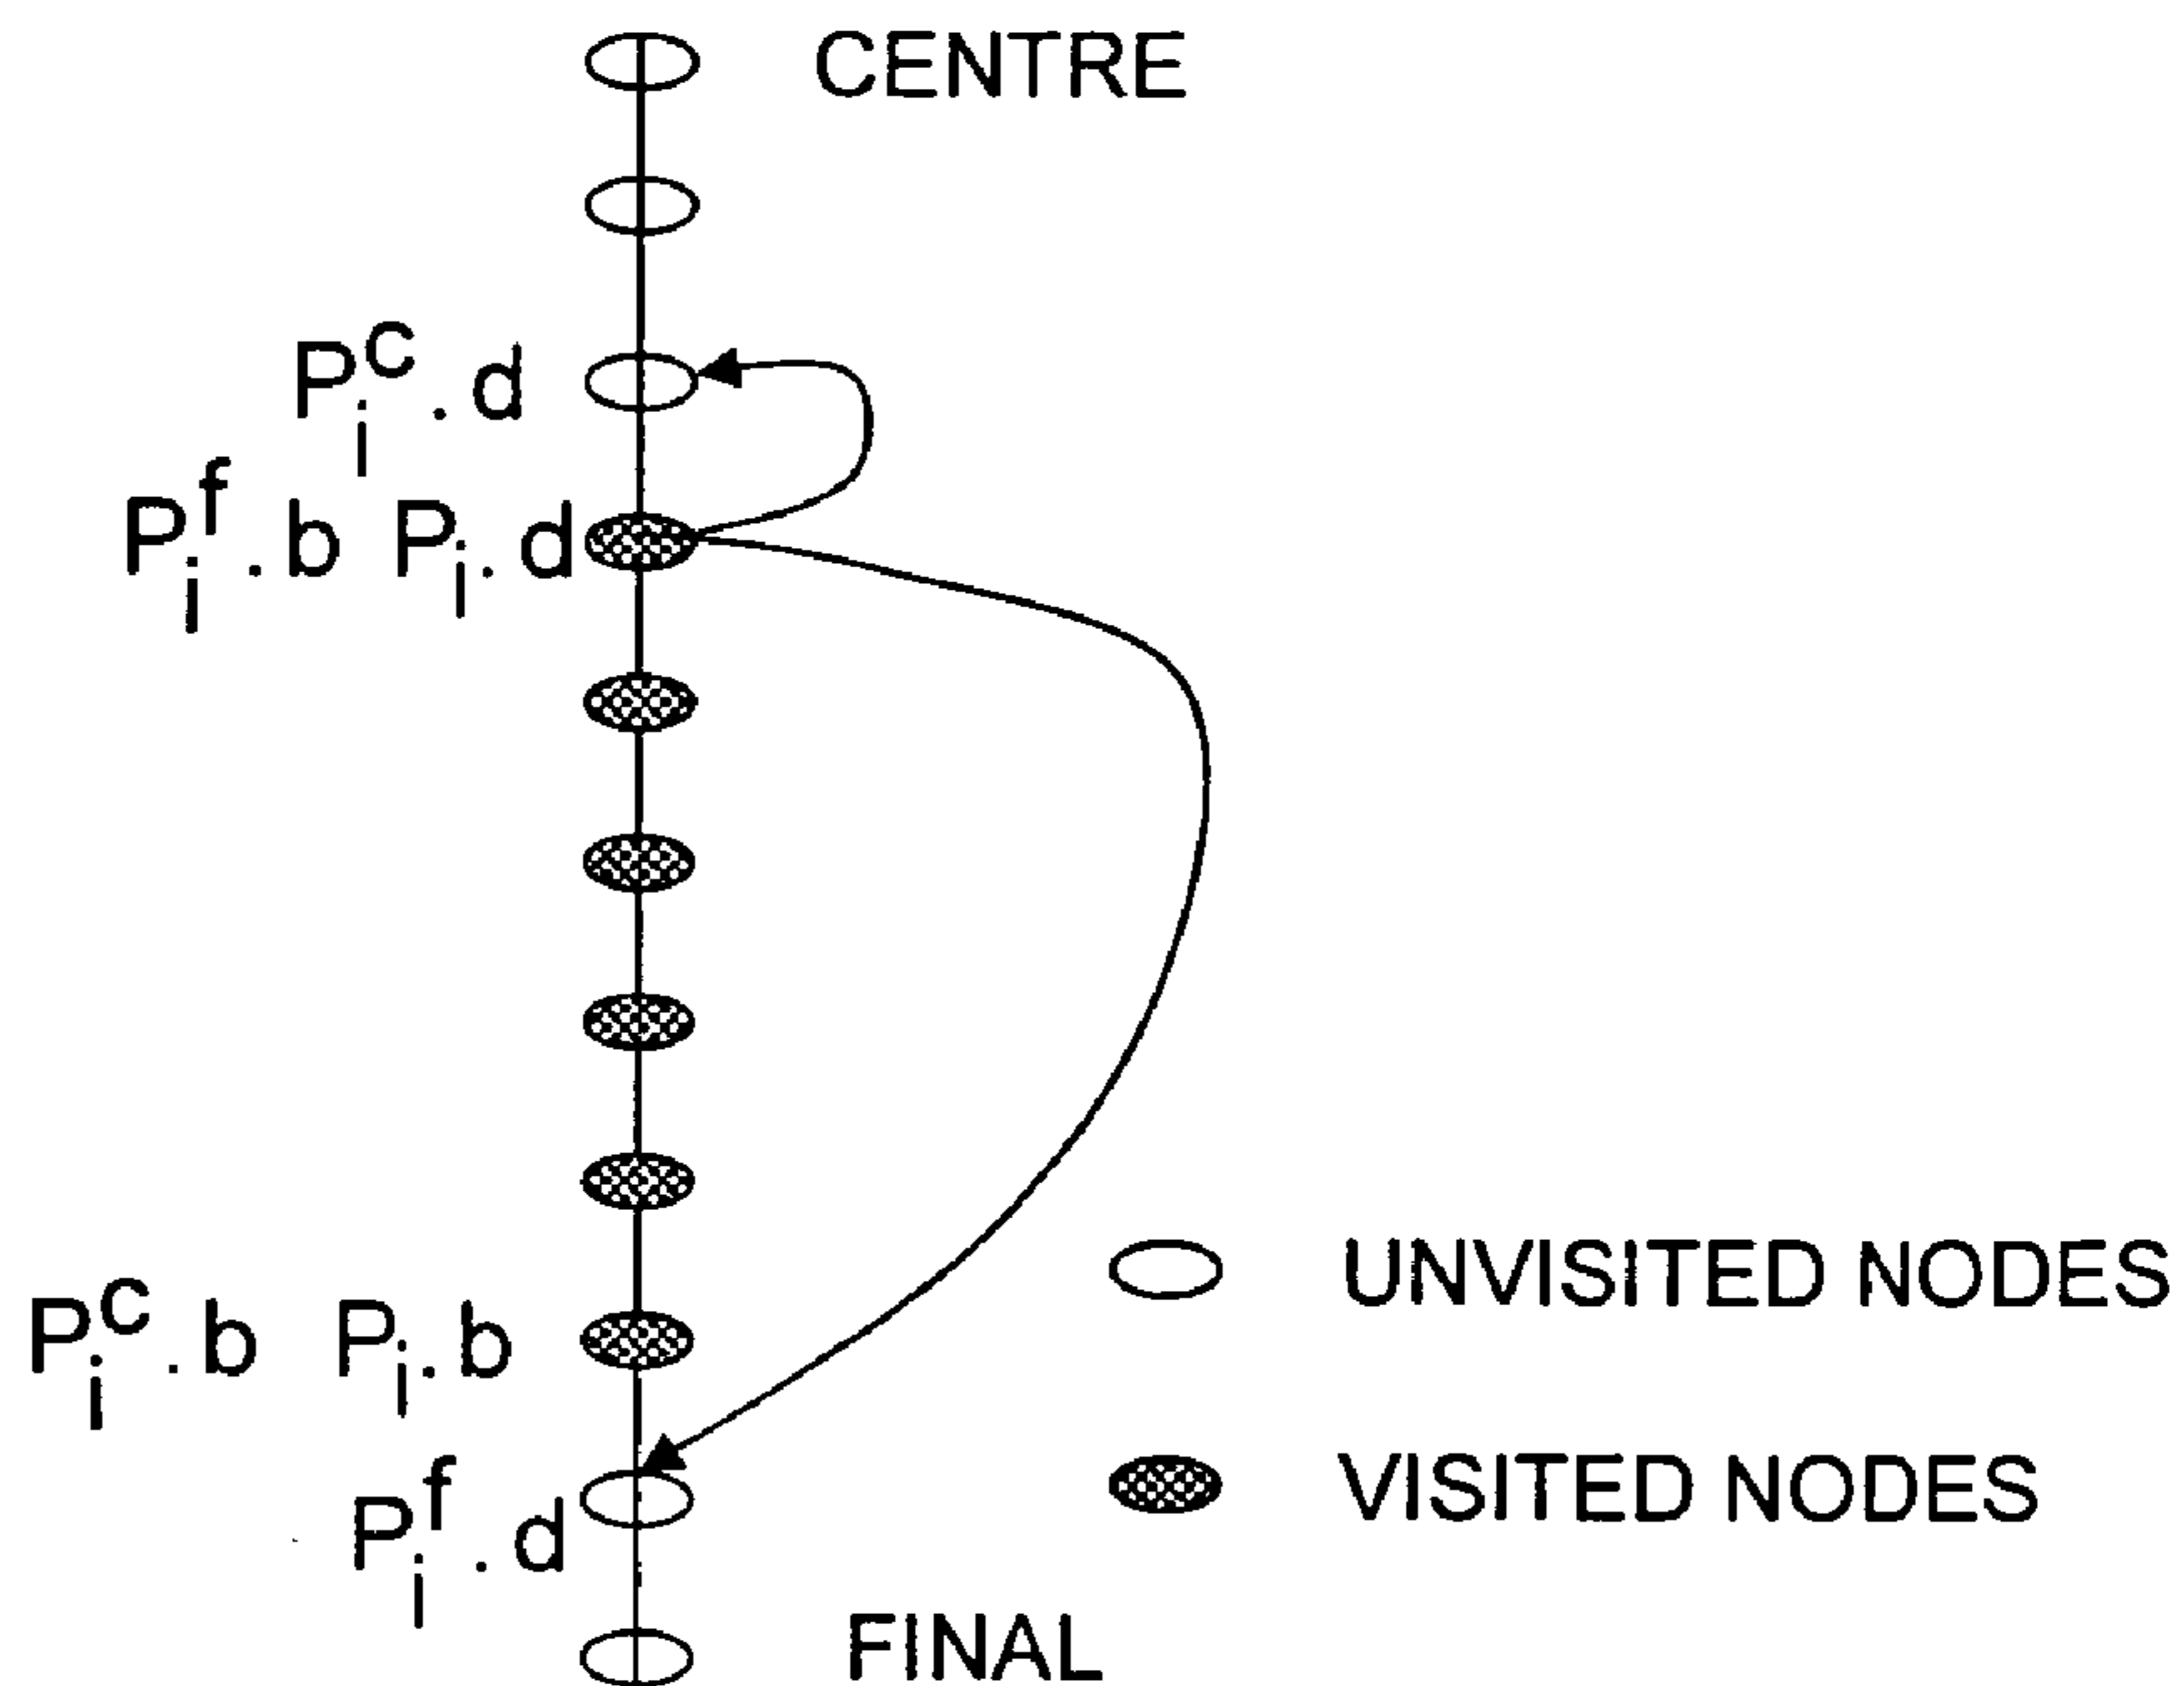 CENTRE
P_i^c.d
P_i^f.b P_i.d
P_i^c.b P_i.b
UNVISITED NODES
P_i^f.d
VISITED NODES
FINAL